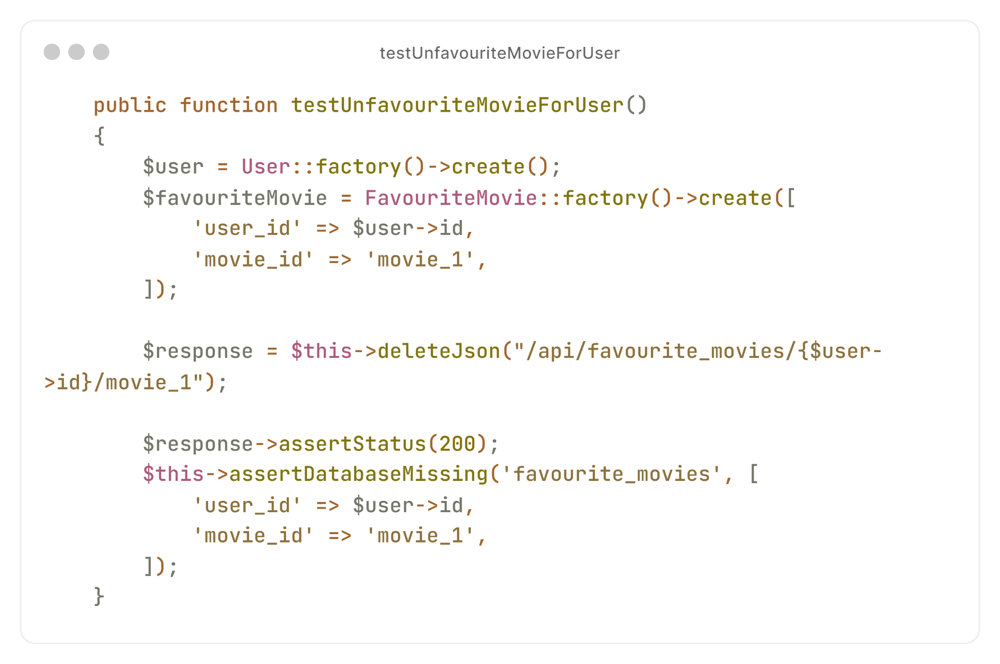 testUnfavouriteMovieForUser
public function testUnfavouriteMovieForUser()
{
$user = User::factory()->create();
$favouriteMovie = FavouriteMovie::factory()->create([
'user_id' => $user->id,
'movie_id' => 'movie_1',
]);
$response = $this->deleteJson("/api/favourite_movies/{$user-
>id}/movie_1");
$response->assertStatus(200);
$this->assertDatabaseMissing('favourite_movies', [
'user_id' => $user->id,
'movie_id' => 'movie_1',
]);
}